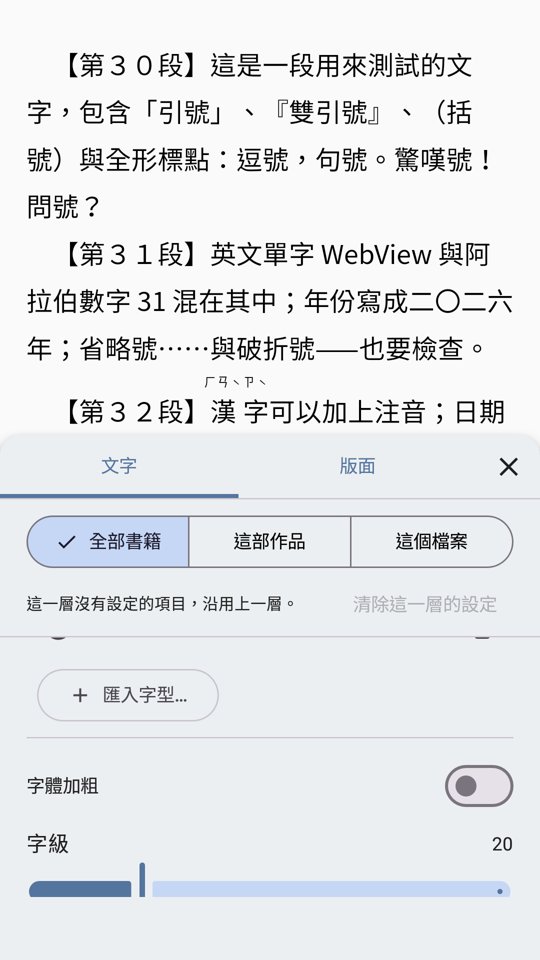 【第３０段】這是一段用來測試的文
字，包含「引號」、『雙引號』、（括
號）與全形標點：逗號，句號。驚嘆號！
問號？
【第３１段】英文單字 WebView 與阿
拉伯數字 31 混在其中；年份寫成二〇二六
年；省略號……與破折號——也要檢查。
ㄏㄢˋㄗˋ
【第３２段】漢字可以加上注音；日期
文字 版面
全部書籍 這部作品 這個檔案
這一層沒有設定的項目，沿用上一層。 清除這一層的設定
匯入字型...
字體加粗
字級 20